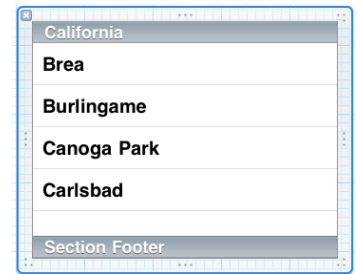 California
Brea
Burlingame
Canoga Park
Carlsbad
Section Footer